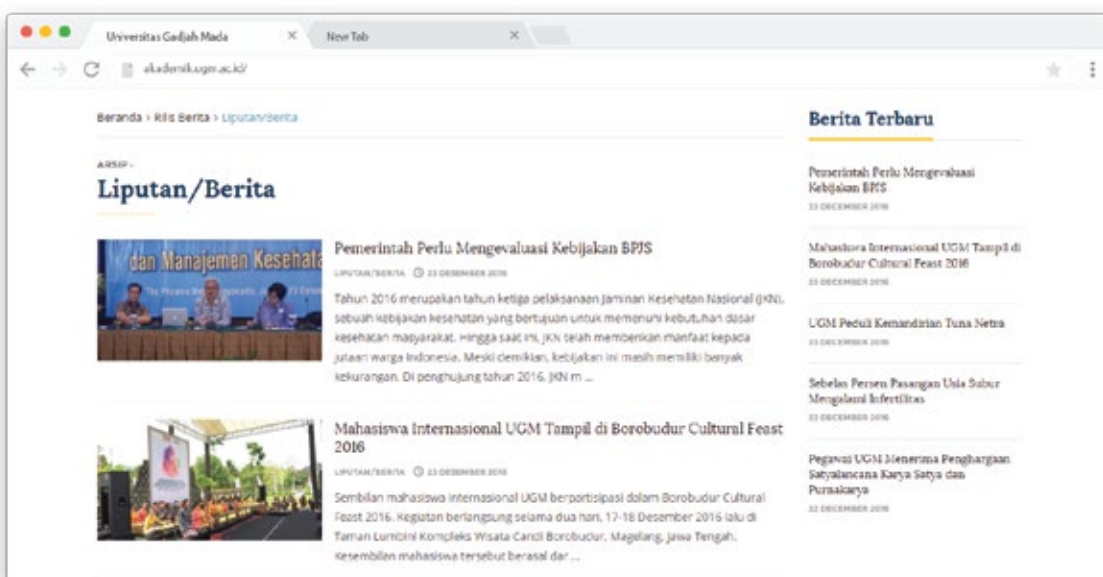 Universitas Gadjah Mada
New Tab
akademik.ugm.ac.id/
Beranda > Rilis Berita > Liputan/Berita
ARSIP -
Liputan/Berita
dan Manajemen Kesehata
Pemerintah Perlu Mengevaluasi Kebijakan BPJS
LIPUTAN/BERITA 23 DESEMBER 2016
Tahun 2016 merupakan tahun ketiga pelaksanaan Jaminan Kesehatan Nasional (JKN),
sebuah kebijakan kesehatan yang bertujuan untuk memenuhi kebutuhan dasar
kesehatan masyarakat. Hingga saat ini, JKN telah memberikan manfaat kepada
jutaan warga Indonesia. Meski demikian, kebijakan ini masih memiliki banyak
kekurangan. Di penghujung tahun 2016, JKN m ...
Mahasiswa Internasional UGM Tampil di Borobudur Cultural Feast
2016
LIPUTAN/BERITA 23 DESEMBER 2016
Sembilan mahasiswa internasional UGM berpartisipasi dalam Borobudur Cultural
Feast 2016. Kegiatan berlangsung selama dua hari, 17-18 Desember 2016 lalu di
Taman Lumbini Kompleks Wisata Candi Borobudur, Magelang, Jawa Tengah.
Kesembilan mahasiswa tersebut berasal dar ...
Berita Terbaru
Pemerintah Perlu Mengevaluasi
Kebijakan BPJS
23 DECEMBER 2016
Mahasiswa Internasional UGM Tampil di
Borobudur Cultural Feast 2016
23 DECEMBER 2016
UGM Peduli Kemandirian Tuna Netra
23 DECEMBER 2016
Sebelas Persen Pasangan Usia Subur
Mengalami Infertilitas
DECEMBER 2016
Pegawai UGM Menerima Penghargaan
Satyalancana Karya Satya dan
Purnakarya
22 DECEMBER 2016